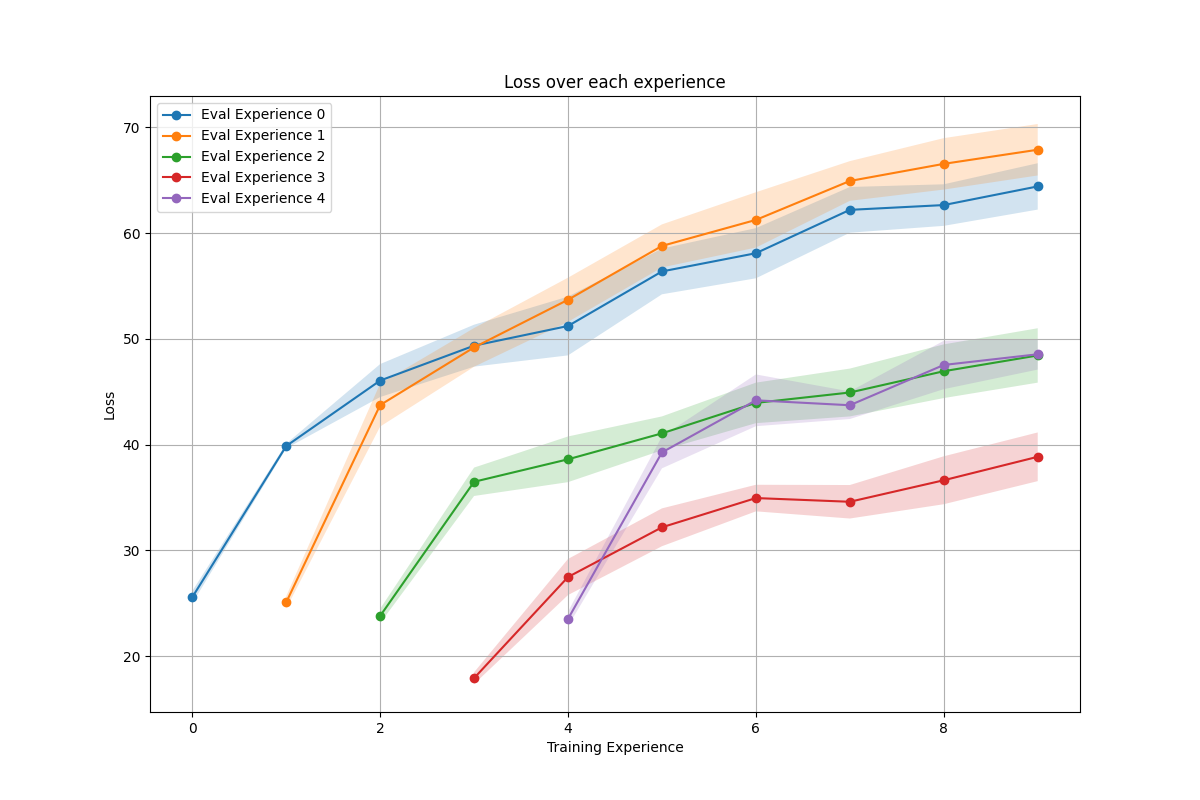 Loss over each experience
Eval Experience 0
Eval Experience 1
Eval Experience 2
Eval Experience 3
Eval Experience 4
70
60
50
40
30
20
Loss
0 2 4 6 8
Training Experience